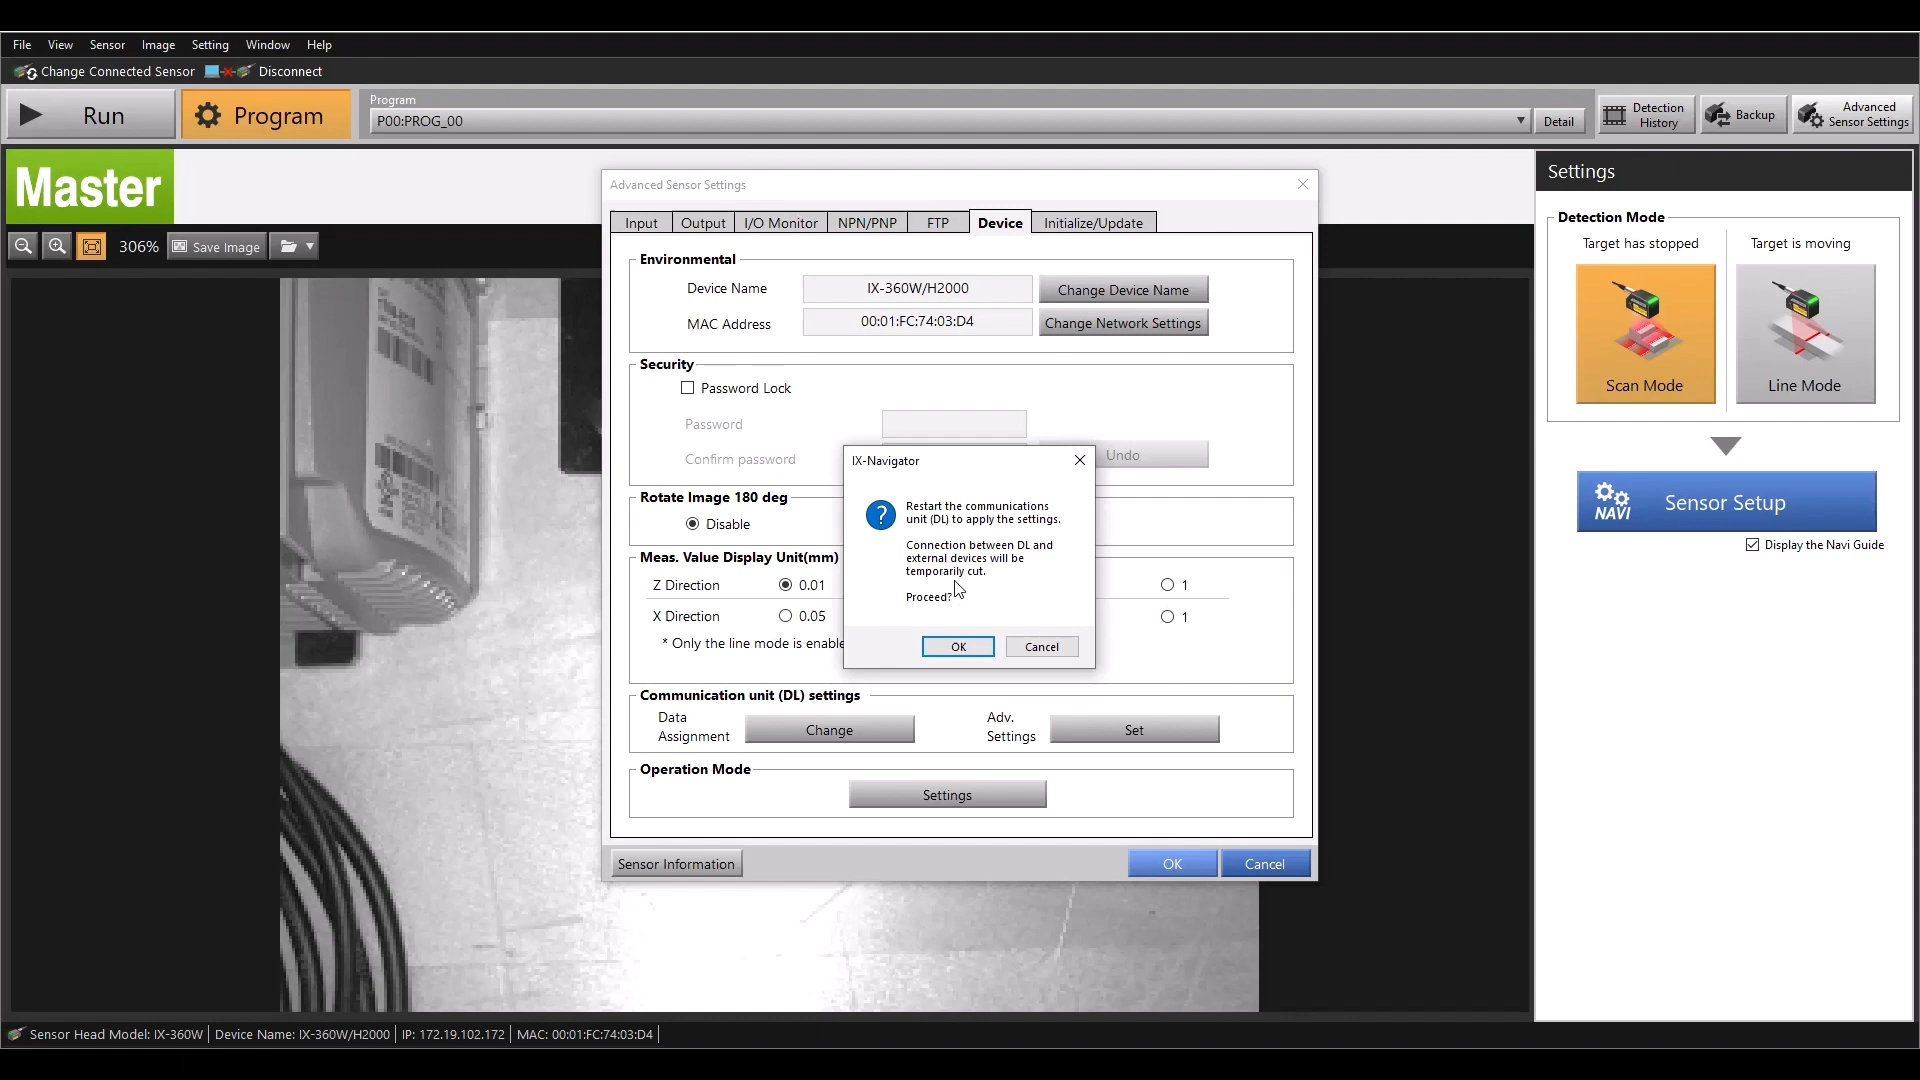 File View Sensor Image Setting Window Help
Change Connected Sensor Disconnect
Run
Program
Program
P00:PROG_00
Detail
Detection
History
Backup
Advanced
Sensor Settings
Master
306%
Save Image
Advanced Sensor Settings
Input Output I/O Monitor NPN/PNP FTP Device Initialize/Update
Environmental
Device Name IX-360W/H2000 Change Device Name
MAC Address 00:01:FC:74:03:D4 Change Network Settings
Security
Password Lock
Password
Confirm password
Undo
Rotate Image 180 deg
Disable
Meas. Value Display Unit(mm)
Z Direction 0.01 1
X Direction 0.05 1
* Only the line mode is enable
IX-Navigator
?
Restart the communications
unit (DL) to apply the settings.
Connection between DL and
external devices will be
temporarily cut.
Proceed?
OK Cancel
Communication unit (DL) settings
Data
Assignment
Change
Adv.
Settings
Set
Operation Mode
Settings
Sensor Information
OK Cancel
Settings
Detection Mode
Target has stopped
Target is moving
Scan Mode
Line Mode
NAVI
Sensor Setup
Display the Navi Guide
Sensor Head Model: IX-360W Device Name: IX-360W/H2000 IP: 172.19.102.172 MAC: 00:01:FC:74:03:D4